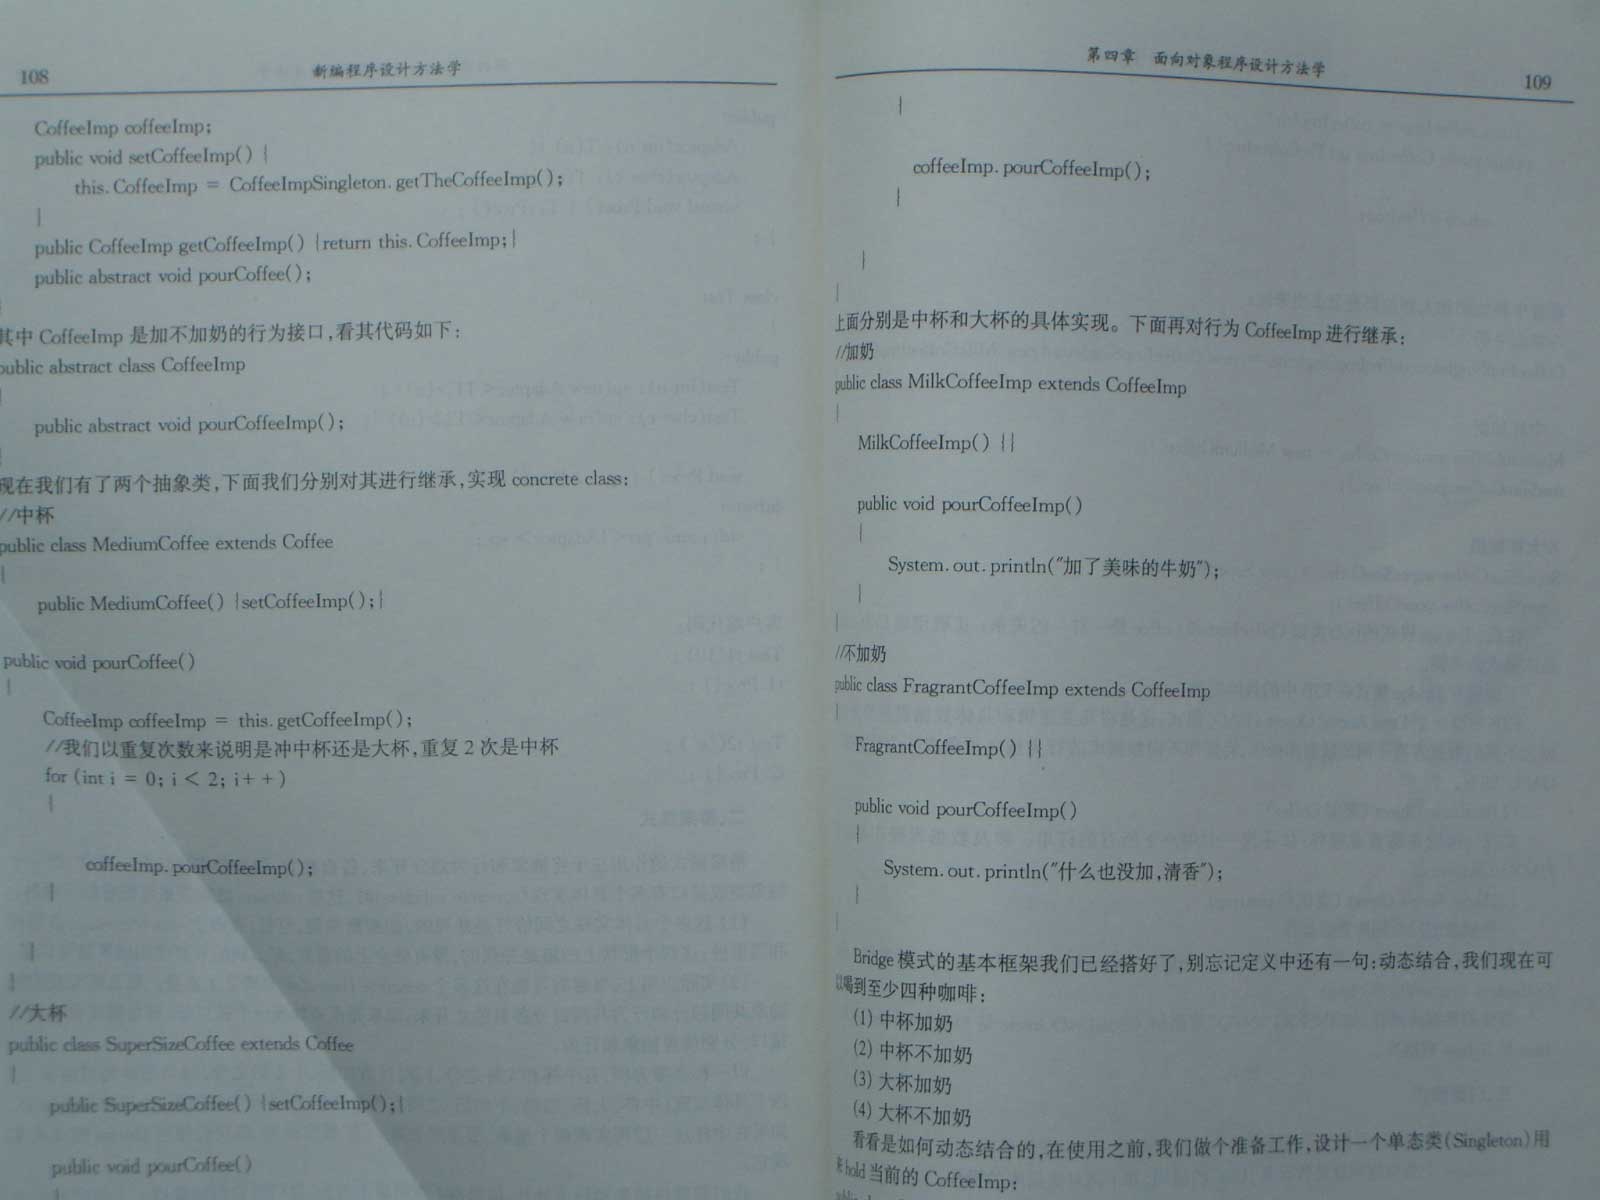 108
新编程序设计方法学
CoffeeImp coffeeImp;
public void setCoffeeImp() {
this. CoffeeImp = CoffeeImpSingleton. getTheCoffeeImp();
}
public CoffeeImp getCoffeeImp() {return this. CoffeeImp;}
public abstract void pourCoffee();
}
其中 CoffeeImp 是加不加奶的行为接口,看其代码如下:
public abstract class CoffeeImp
{
public abstract void pourCoffeeImp();
}
现在我们有了两个抽象类,下面我们分别对其进行继承,实现 concrete class:
//中杯
public class MediumCoffee extends Coffee
{
public MediumCoffee() {setCoffeeImp();}
public void pourCoffee()
{
CoffeeImp coffeeImp = this. getCoffeeImp();
//我们以重复次数来说明是冲中杯还是大杯,重复 2 次是中杯
for (int i = 0; i < 2; i++)
{
coffeeImp. pourCoffeeImp();
}
}
}
//大杯
public class SuperSizeCoffee extends Coffee
{
public SuperSizeCoffee() {setCoffeeImp();}
public void pourCoffee()
{
第四章 面向对象程序设计方法学
109
{
coffeeImp. pourCoffeeImp();
}
}
}
上面分别是中杯和大杯的具体实现。下面再对行为 CoffeeImp 进行继承:
//加奶
public class MilkCoffeeImp extends CoffeeImp
{
MilkCoffeeImp() {}
public void pourCoffeeImp()
{
System. out. println("加了美味的牛奶");
}
}
//不加奶
public class FragrantCoffeeImp extends CoffeeImp
{
FragrantCoffeeImp() {}
public void pourCoffeeImp()
{
System. out. println("什么也没加,清香");
}
}
Bridge 模式的基本框架我们已经搭好了,别忘记定义中还有一句:动态结合,我们现在可
以喝到至少四种咖啡:
(1) 中杯加奶
(2) 中杯不加奶
(3) 大杯加奶
(4) 大杯不加奶
看看是如何动态结合的,在使用之前,我们做个准备工作,设计一个单态类(Singleton)用
来 hold 当前的 CoffeeImp: